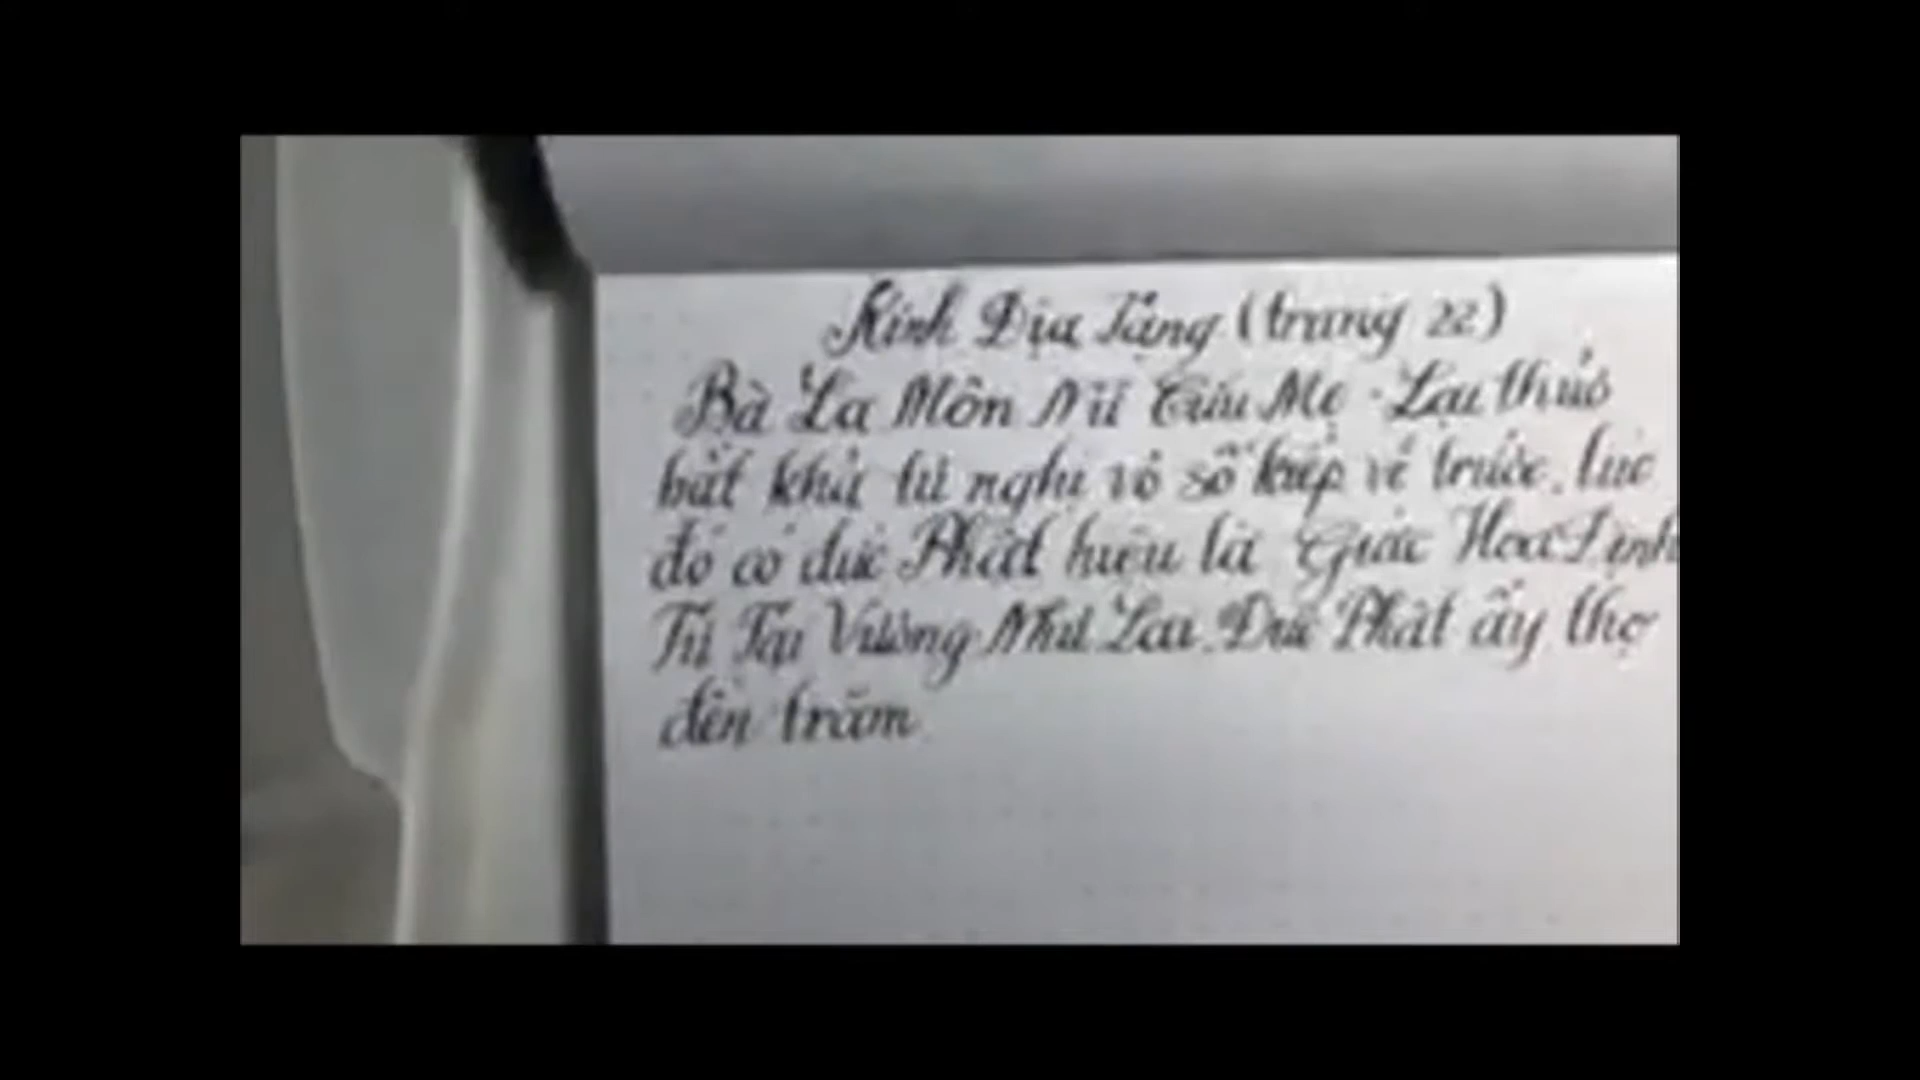 Kinh Địa Tạng (trang 22)
Bà La Môn Nữ Cứu Mẹ - Lại thủơ
bất khả tư nghị vô số kiếp về trước, lúc
đó có đức Phật hiệu là Giác Hoa Định
Tự Tại Vương Như Lai. Đức Phật ấy thọ
đến trăm